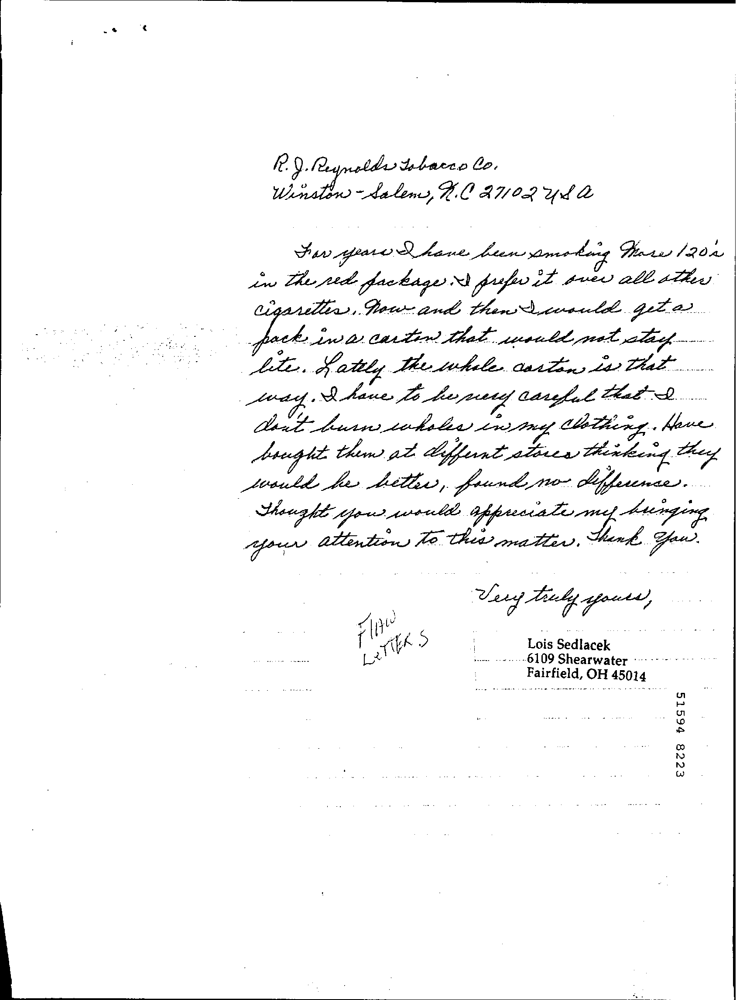 R.J. Reynolds Tobacco Co.
Winston-Salem, N.C 27102 USA
For years I have been smoking More 120's
in the red package. I prefer it over all other
cigarettes. Now and then I would get a
pack in a carton that would not stay
lite. Lately the whole carton is that
way. I have to be very careful that I
don't burn wholes in my clothing. Have
bought them at differnt stores thinking they
would be better, found no difference.
Thought you would appreciate my bringing
your attention to this matter. Thank You.
Very truly yours,
FlAW
LeTTERS
Lois Sedlacek
6109 Shearwater
Fairfield, OH 45014
51594 8223